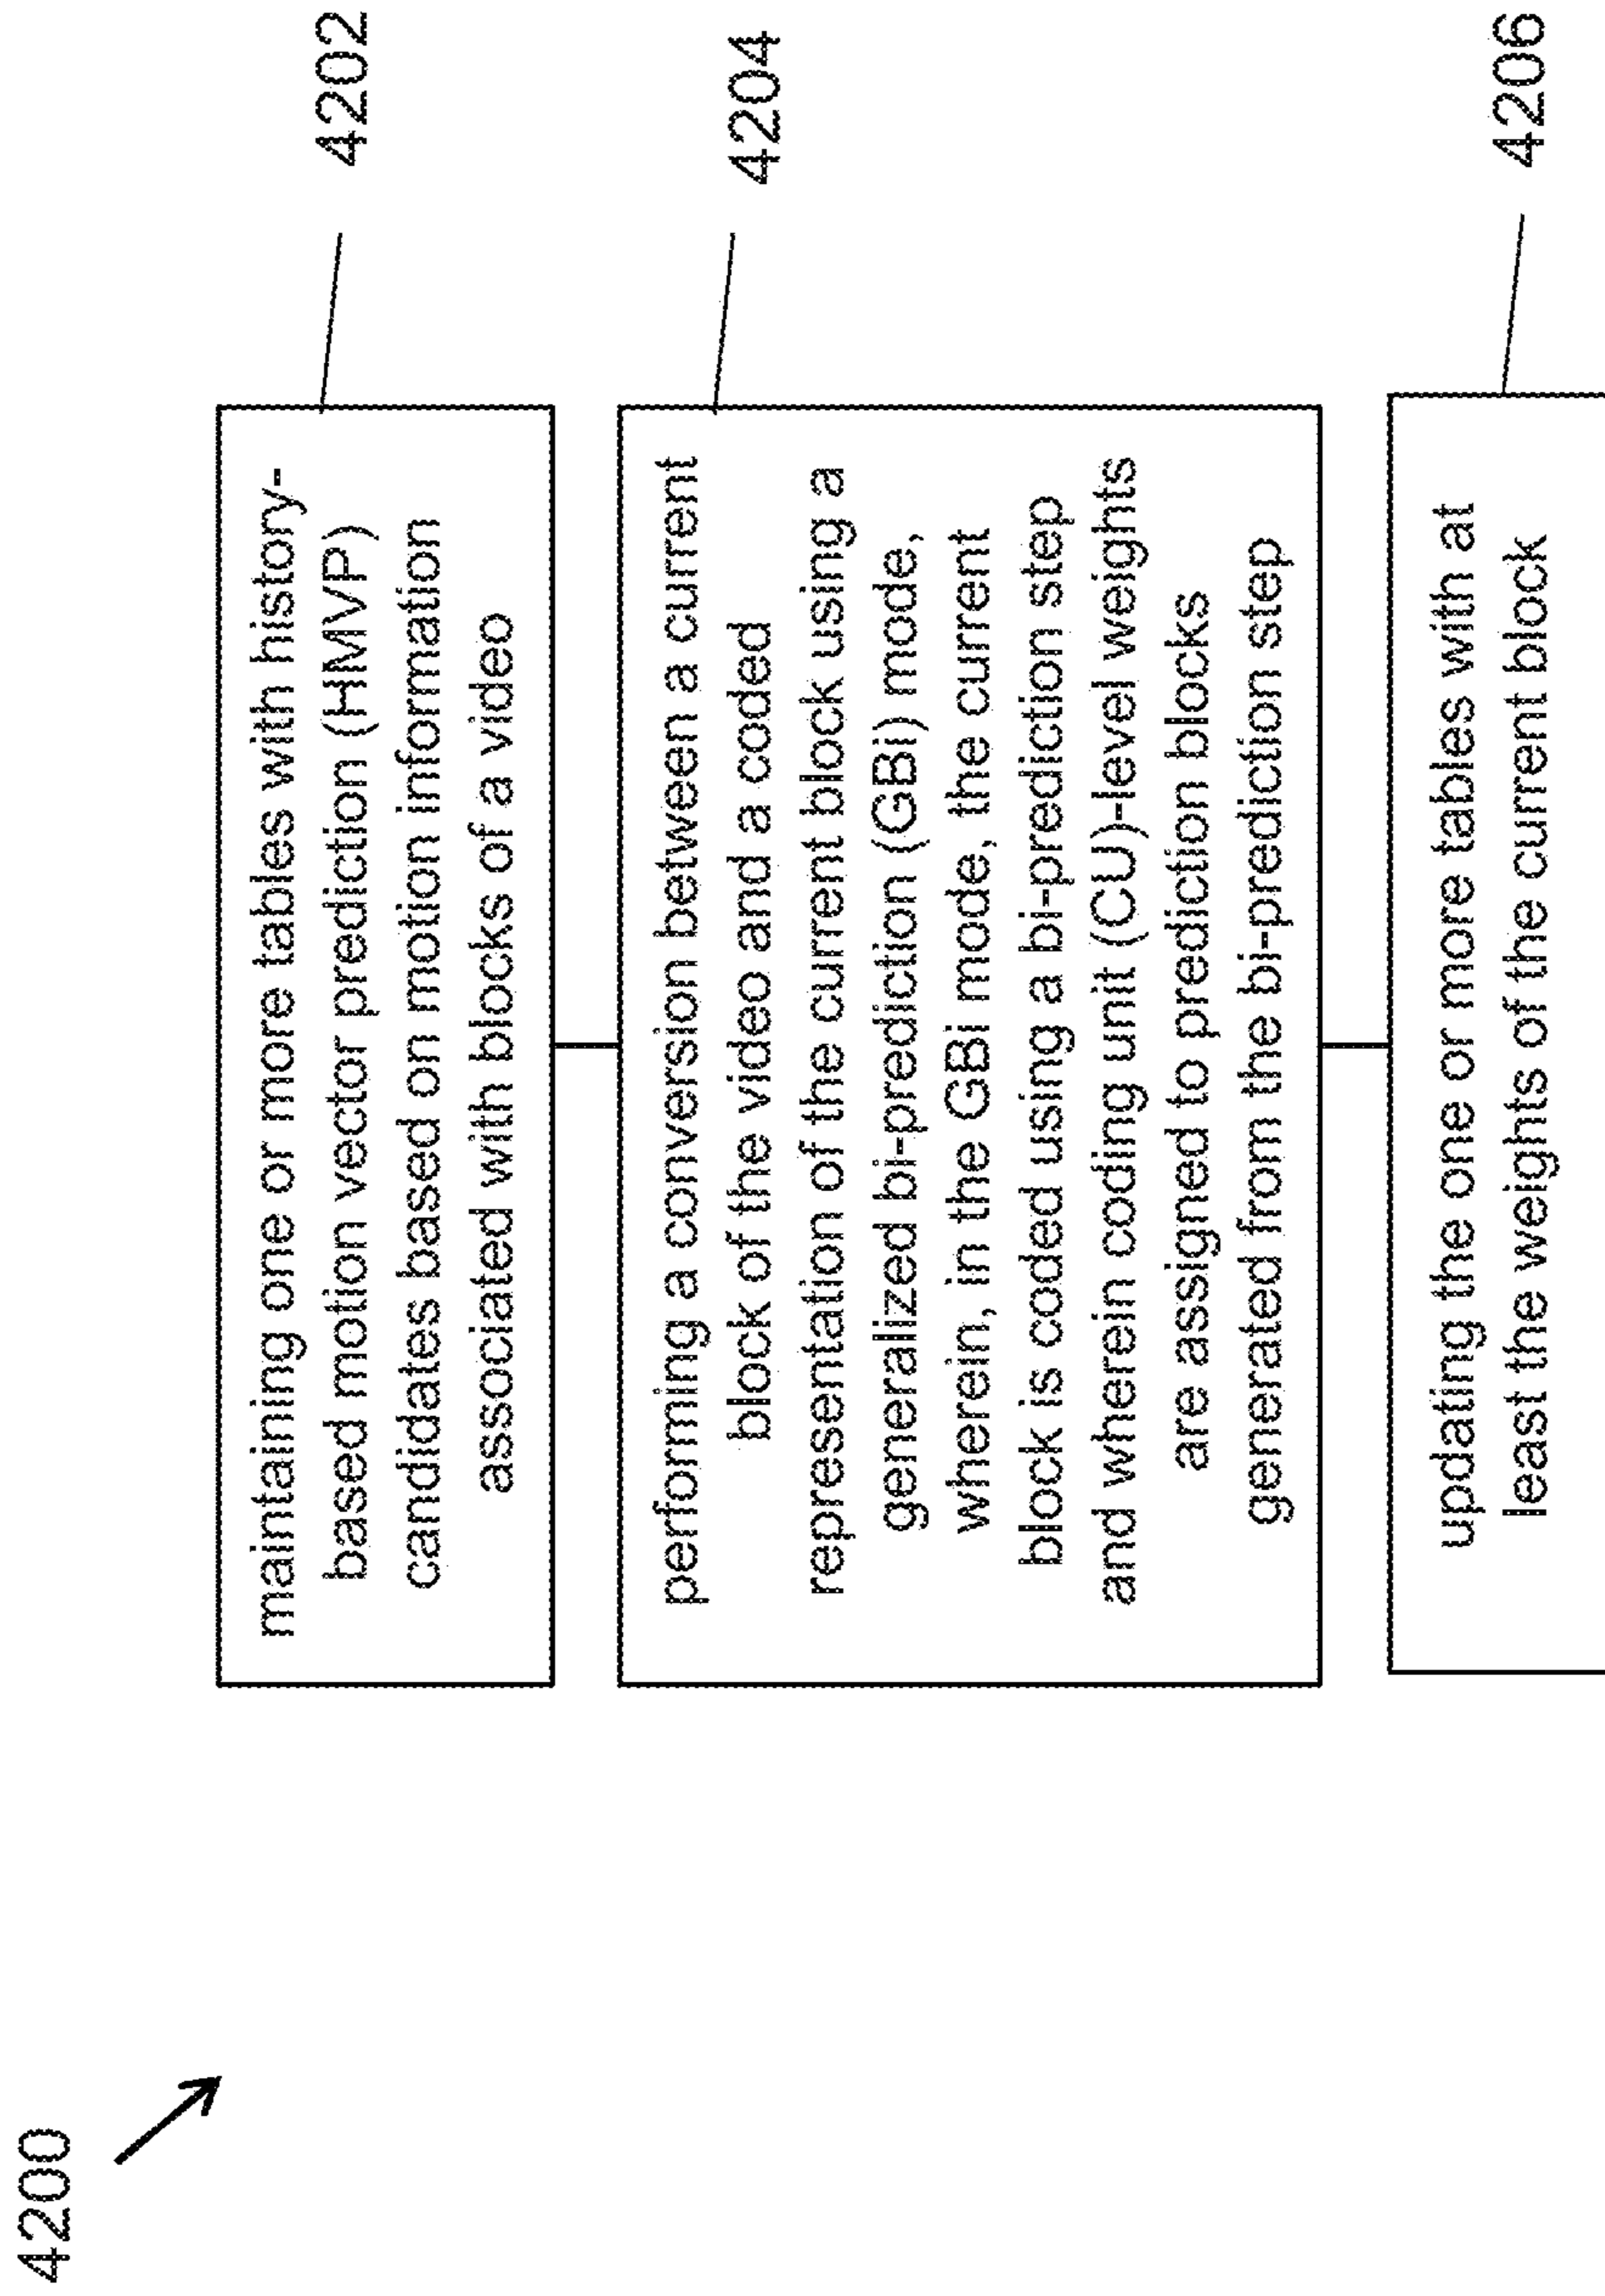 4200
maintaining one or more tables with history-
based motion vector prediction (HMVP)
candidates based on motion information
associated with blocks of a video
4202
performing a conversion between a current
block of the video and a coded
representation of the current block using a
generalized bi-prediction (GBi) mode,
wherein, in the GBi mode, the current
block is coded using a bi-prediction step
and wherein coding unit (CU)-level weights
are assigned to prediction blocks
generated from the bi-prediction step
4204
updating the one or more tables with at
least the weights of the current block
4206